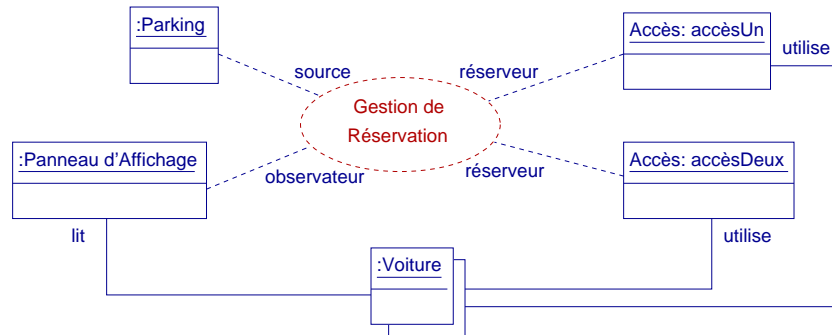 :Parking
Accès: accèsUn
utilise
source
réserveur
Gestion de
Réservation
:Panneau d'Affichage
Accès: accèsDeux
observateur
réserveur
lit
utilise
:Voiture